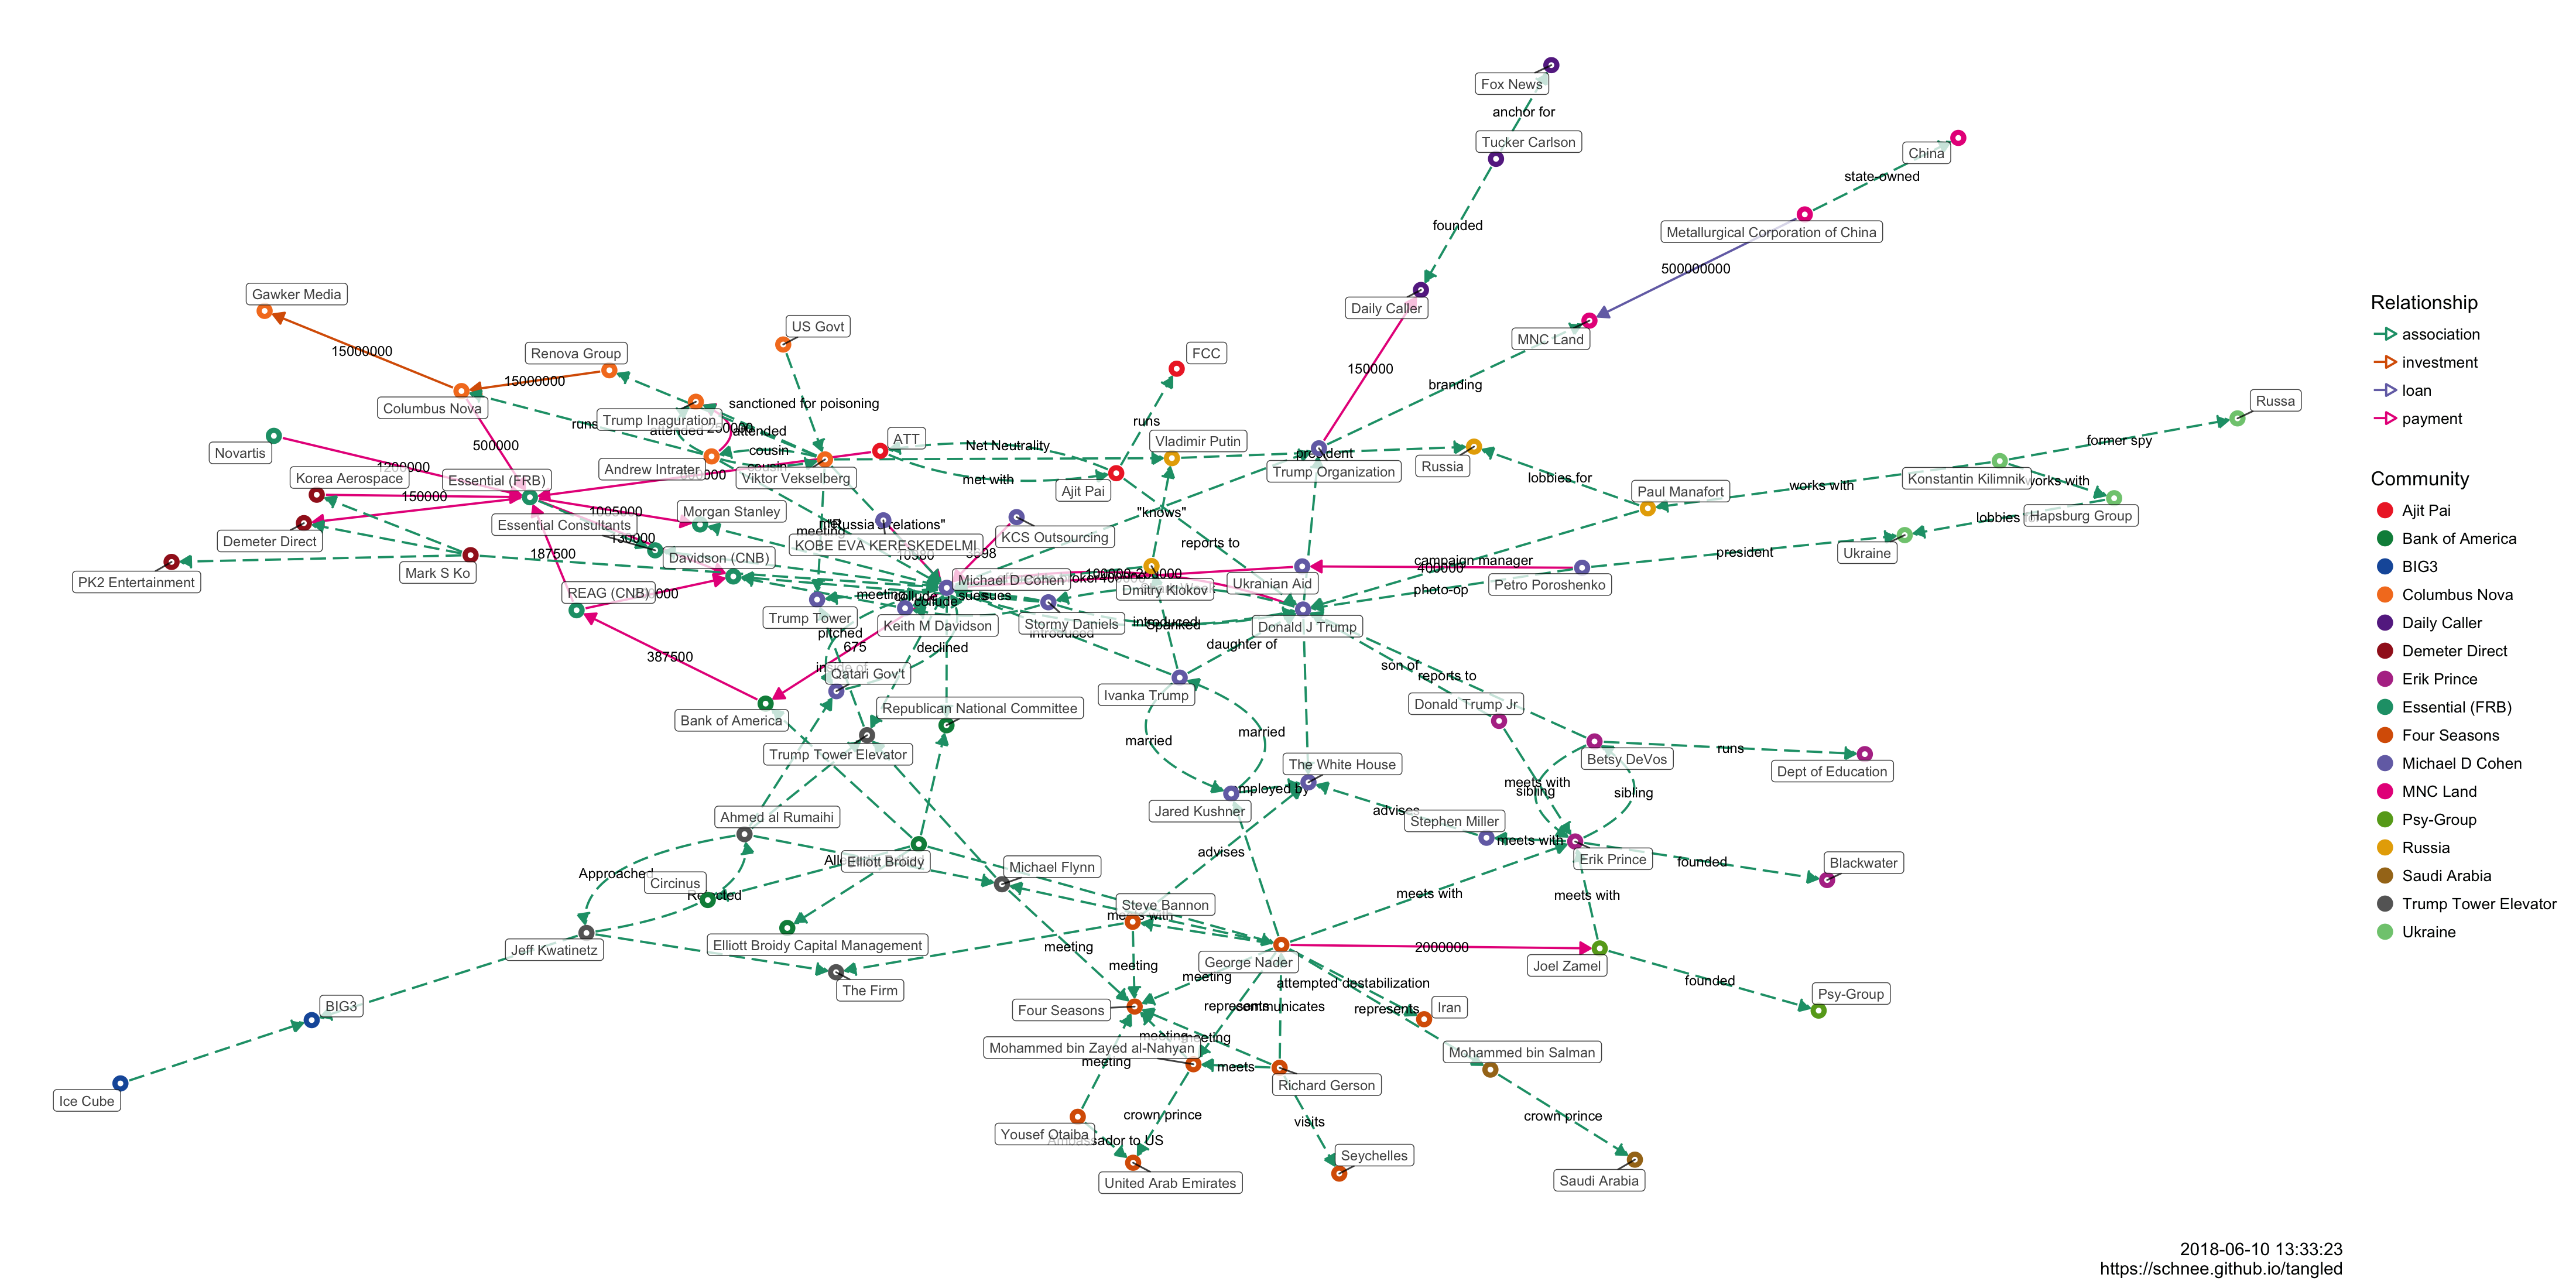 Fox News
anchor for
Tucker Carlson
China
state-owned
founded
Metallurgical Corporation of China
500000000
Gawker Media
Daily Caller
US Govt
MNC Land
15000000
Renova Group
FCC
150000
15000000
branding
Columbus Nova
Trump Inaguration
sanctioned for poisoning
Russa
runs
attended
runs
ATT
Net Neutrality
Vladimir Putin
former spy
500000
cousin
Novartis
president
Andrew Intrater
Trump Organization
Russia
Viktor Vekselberg
met with
lobbies for
Konstantin Kilimnik
works with
works with
Korea Aerospace
1200000
Essential (FRB)
Ajit Pai
Paul Manafort
150000
Morgan Stanley
1005000
"knows"
Hapsburg Group
Essential Consultants
KCS Outsourcing
Demeter Direct
130000
meeting
KOBE EVA KERESKEDELMI
reports to
Ukraine
president
187500
Davidson (CNB)
campaign manager
400000
PK2 Entertainment
Mark S Ko
Michael D Cohen
Ukranian Aid
Petro Poroshenko
REAG (CNB)
Dmitry Klokov
photo-op
meeting
collude
sues
Trump Tower
Keith M Davidson
Stormy Daniels
introduced
Donald J Trump
pitched
675
declined
daughter of
387500
Qatari Gov't
son of
reports to
Bank of America
Republican National Committee
Ivanka Trump
Donald Trump Jr
married
married
runs
Trump Tower Elevator
The White House
Betsy DeVos
Dept of Education
meets with
sibling
sibling
Jared Kushner
Ahmed al Rumaihi
advises
Stephen Miller
meets with
advises
Elliott Broidy
Erik Prince
founded
Blackwater
Approached
Circinus
Michael Flynn
meets with
meets with
Steve Bannon
Jeff Kwatinetz
Elliott Broidy Capital Management
meeting
2000000
meeting
George Nader
Joel Zamel
meeting
attempted destabilization
founded
Psy-Group
The Firm
BIG3
Four Seasons
represents
communicates
represents
Iran
Mohammed bin Zayed al-Nahyan
Mohammed bin Salman
meeting
meets
Richard Gerson
Ice Cube
crown prince
visits
crown prince
Yousef Otaiba
Seychelles
United Arab Emirates
Saudi Arabia
Relationship
association
investment
loan
payment
Community
Ajit Pai
Bank of America
BIG3
Columbus Nova
Daily Caller
Demeter Direct
Erik Prince
Essential (FRB)
Four Seasons
Michael D Cohen
MNC Land
Psy-Group
Russia
Saudi Arabia
Trump Tower Elevator
Ukraine
2018-06-10 13:33:23
https://schnee.github.io/tangled